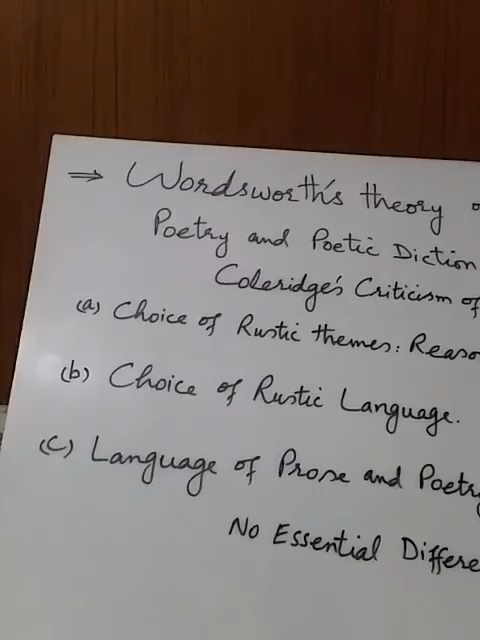 ⇒ Wordsworth's theory
Poetry and Poetic Diction
Coleridge's Criticism of
(a) Choice of Rustic themes: Reaso
(b) Choice of Rustic Language.
(c) Language of Prose and Poetry
No Essential Differe